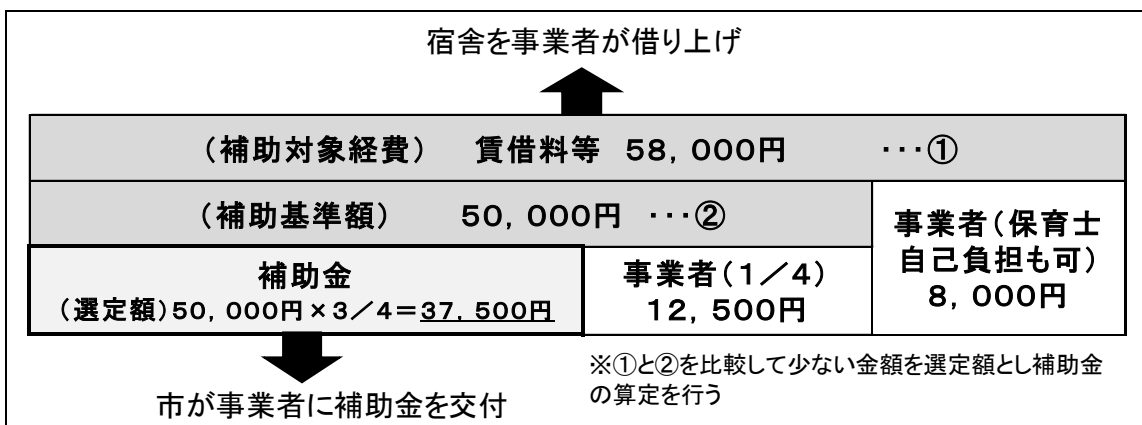 宿舎を事業者が借り上げ
(補助対象経費) 賃借料等 58,000円 ・・・①
(補助基準額) 50,000円 ・・・②
補助金
(選定額)50,000円×3/4=37,500円
事業者(1/4)
12,500円
事業者(保育士
自己負担も可)
8,000円
※①と②を比較して少ない金額を選定額とし補助金
の算定を行う
市が事業者に補助金を交付